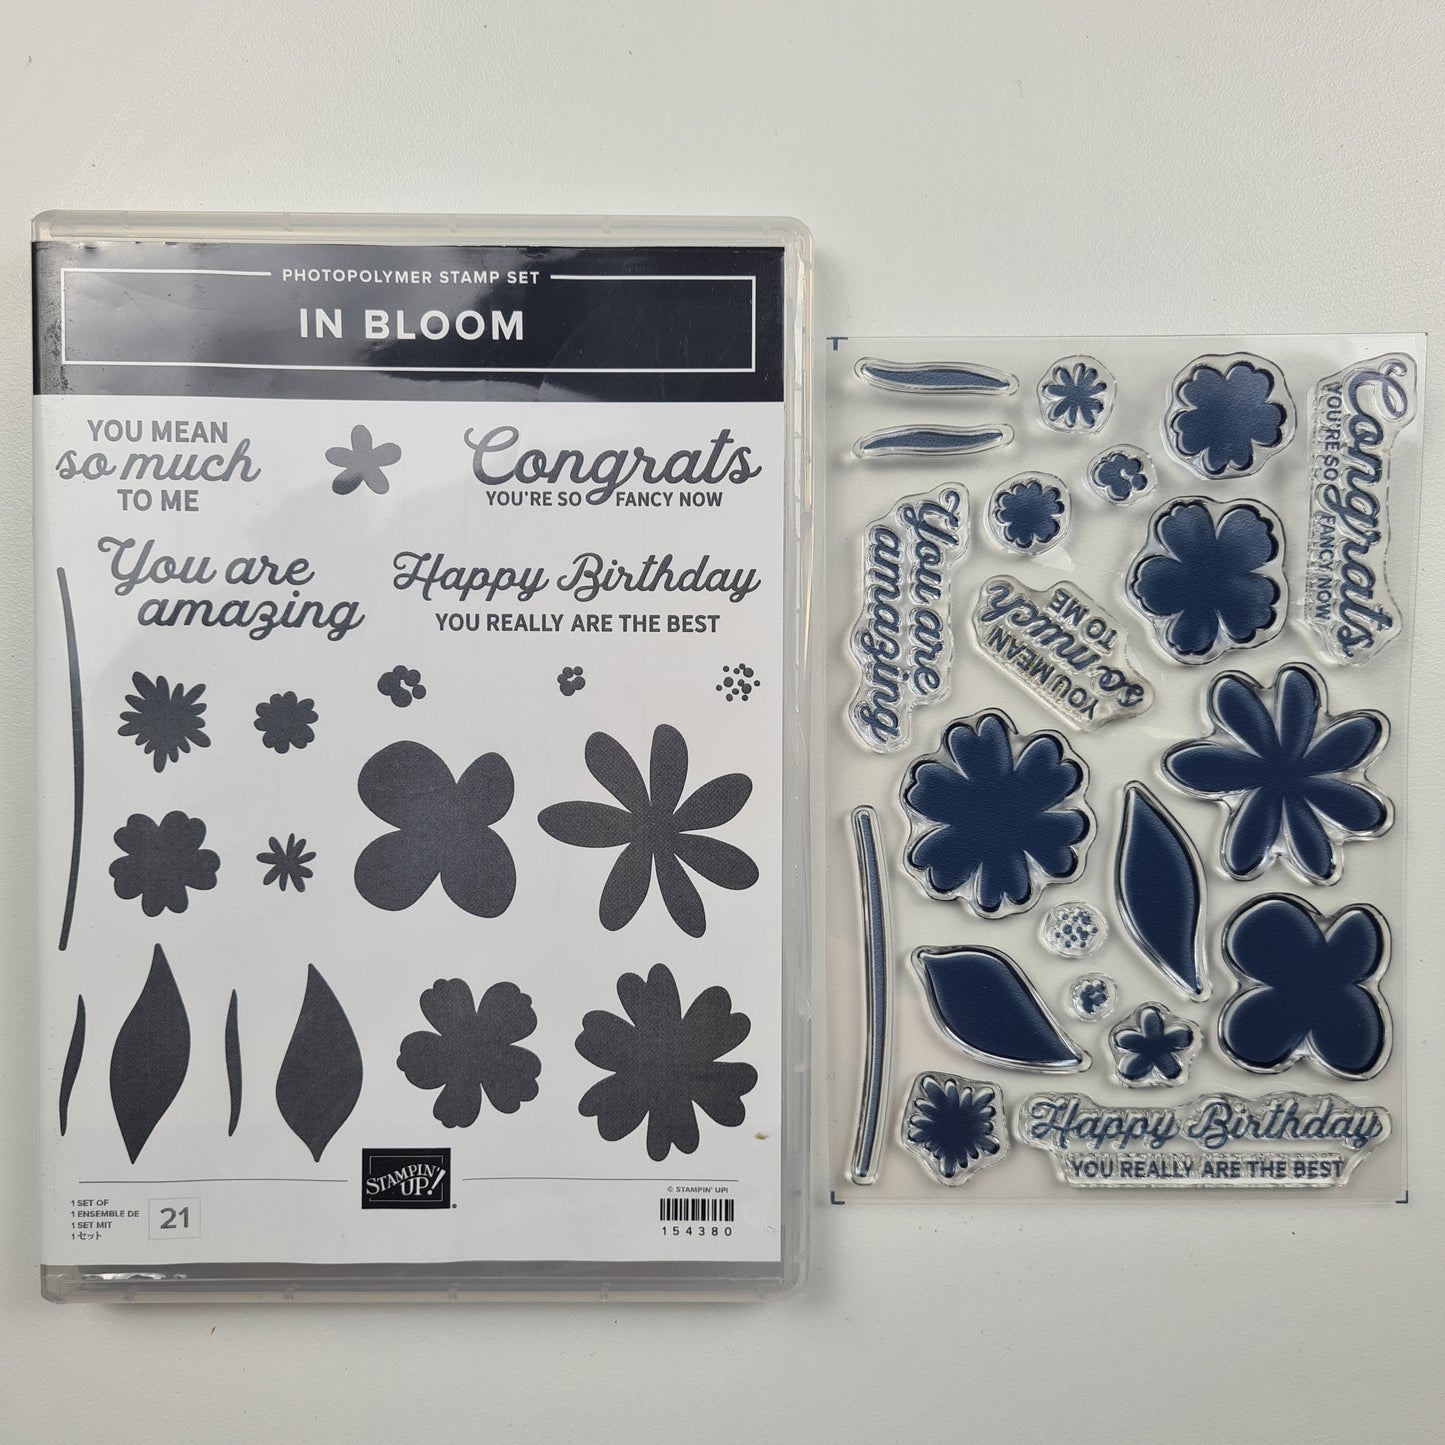 PHOTOPOLYMER STAMP SET
IN BLOOM
YOU MEAN
so much
TO ME
Congrats
YOU'RE SO FANCY NOW
You are
amazing
Happy Birthday
YOU REALLY ARE THE BEST
1 SET OF
1 ENSEMBLE DE
1 SET MIT
1 セット
21
STAMPIN'
UP!
© STAMPIN' UP!
154380
Congrats
YOU'RE SO FANCY NOW
You are
amazing
YOU MEAN
so much
TO ME
Happy Birthday
YOU REALLY ARE THE BEST